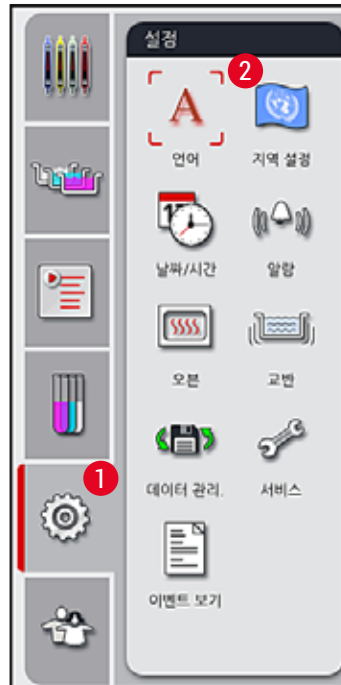 설정
2
언어 지역 설정
날짜/시간 알람
오븐 교반
1
데이터 관리. 서비스
이벤트 보기